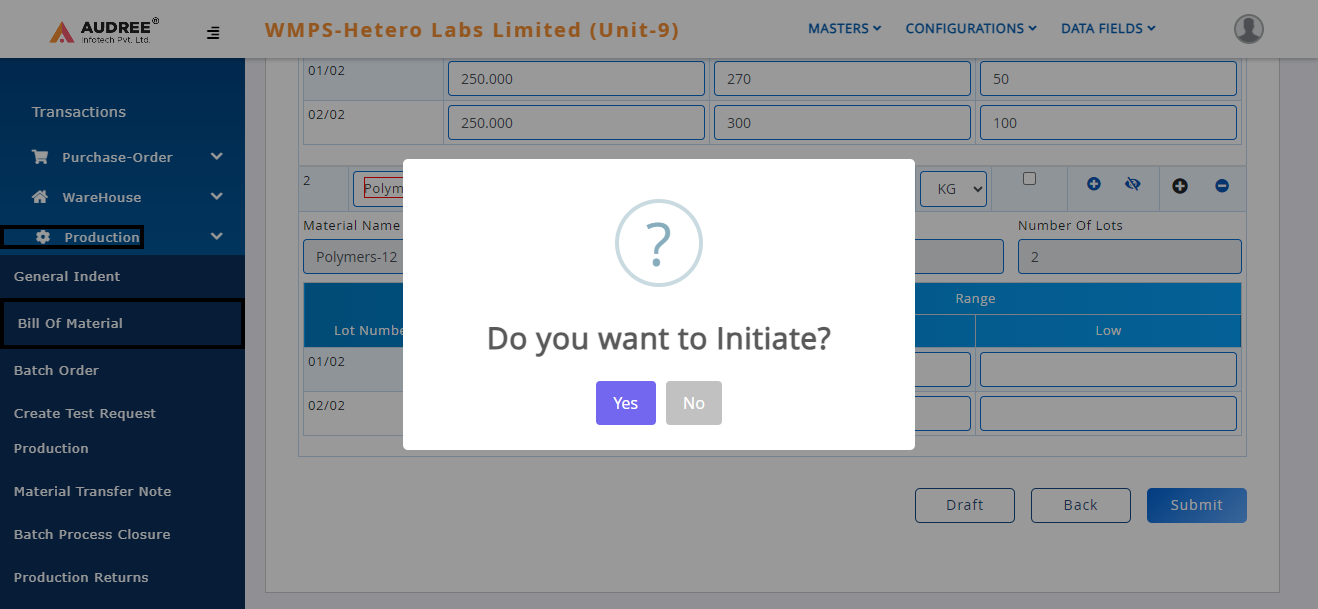 AUDREE®
Infotech Pvt. Ltd.
WMPS-Hetero Labs Limited (Unit-9)
MASTERS
CONFIGURATIONS
DATA FIELDS
Transactions
Purchase-Order
WareHouse
Production
General Indent
Bill Of Material
Batch Order
Create Test Request
Production
Material Transfer Note
Batch Process Closure
Production Returns
01/02 250.000 270 50
02/02 250.000 300 100
2 Polym KG
Material Name Number Of Lots
Polymers-12 2
Range
Lot Numbe Low
01/02
02/02
?
Do you want to Initiate?
Yes No
Draft Back Submit